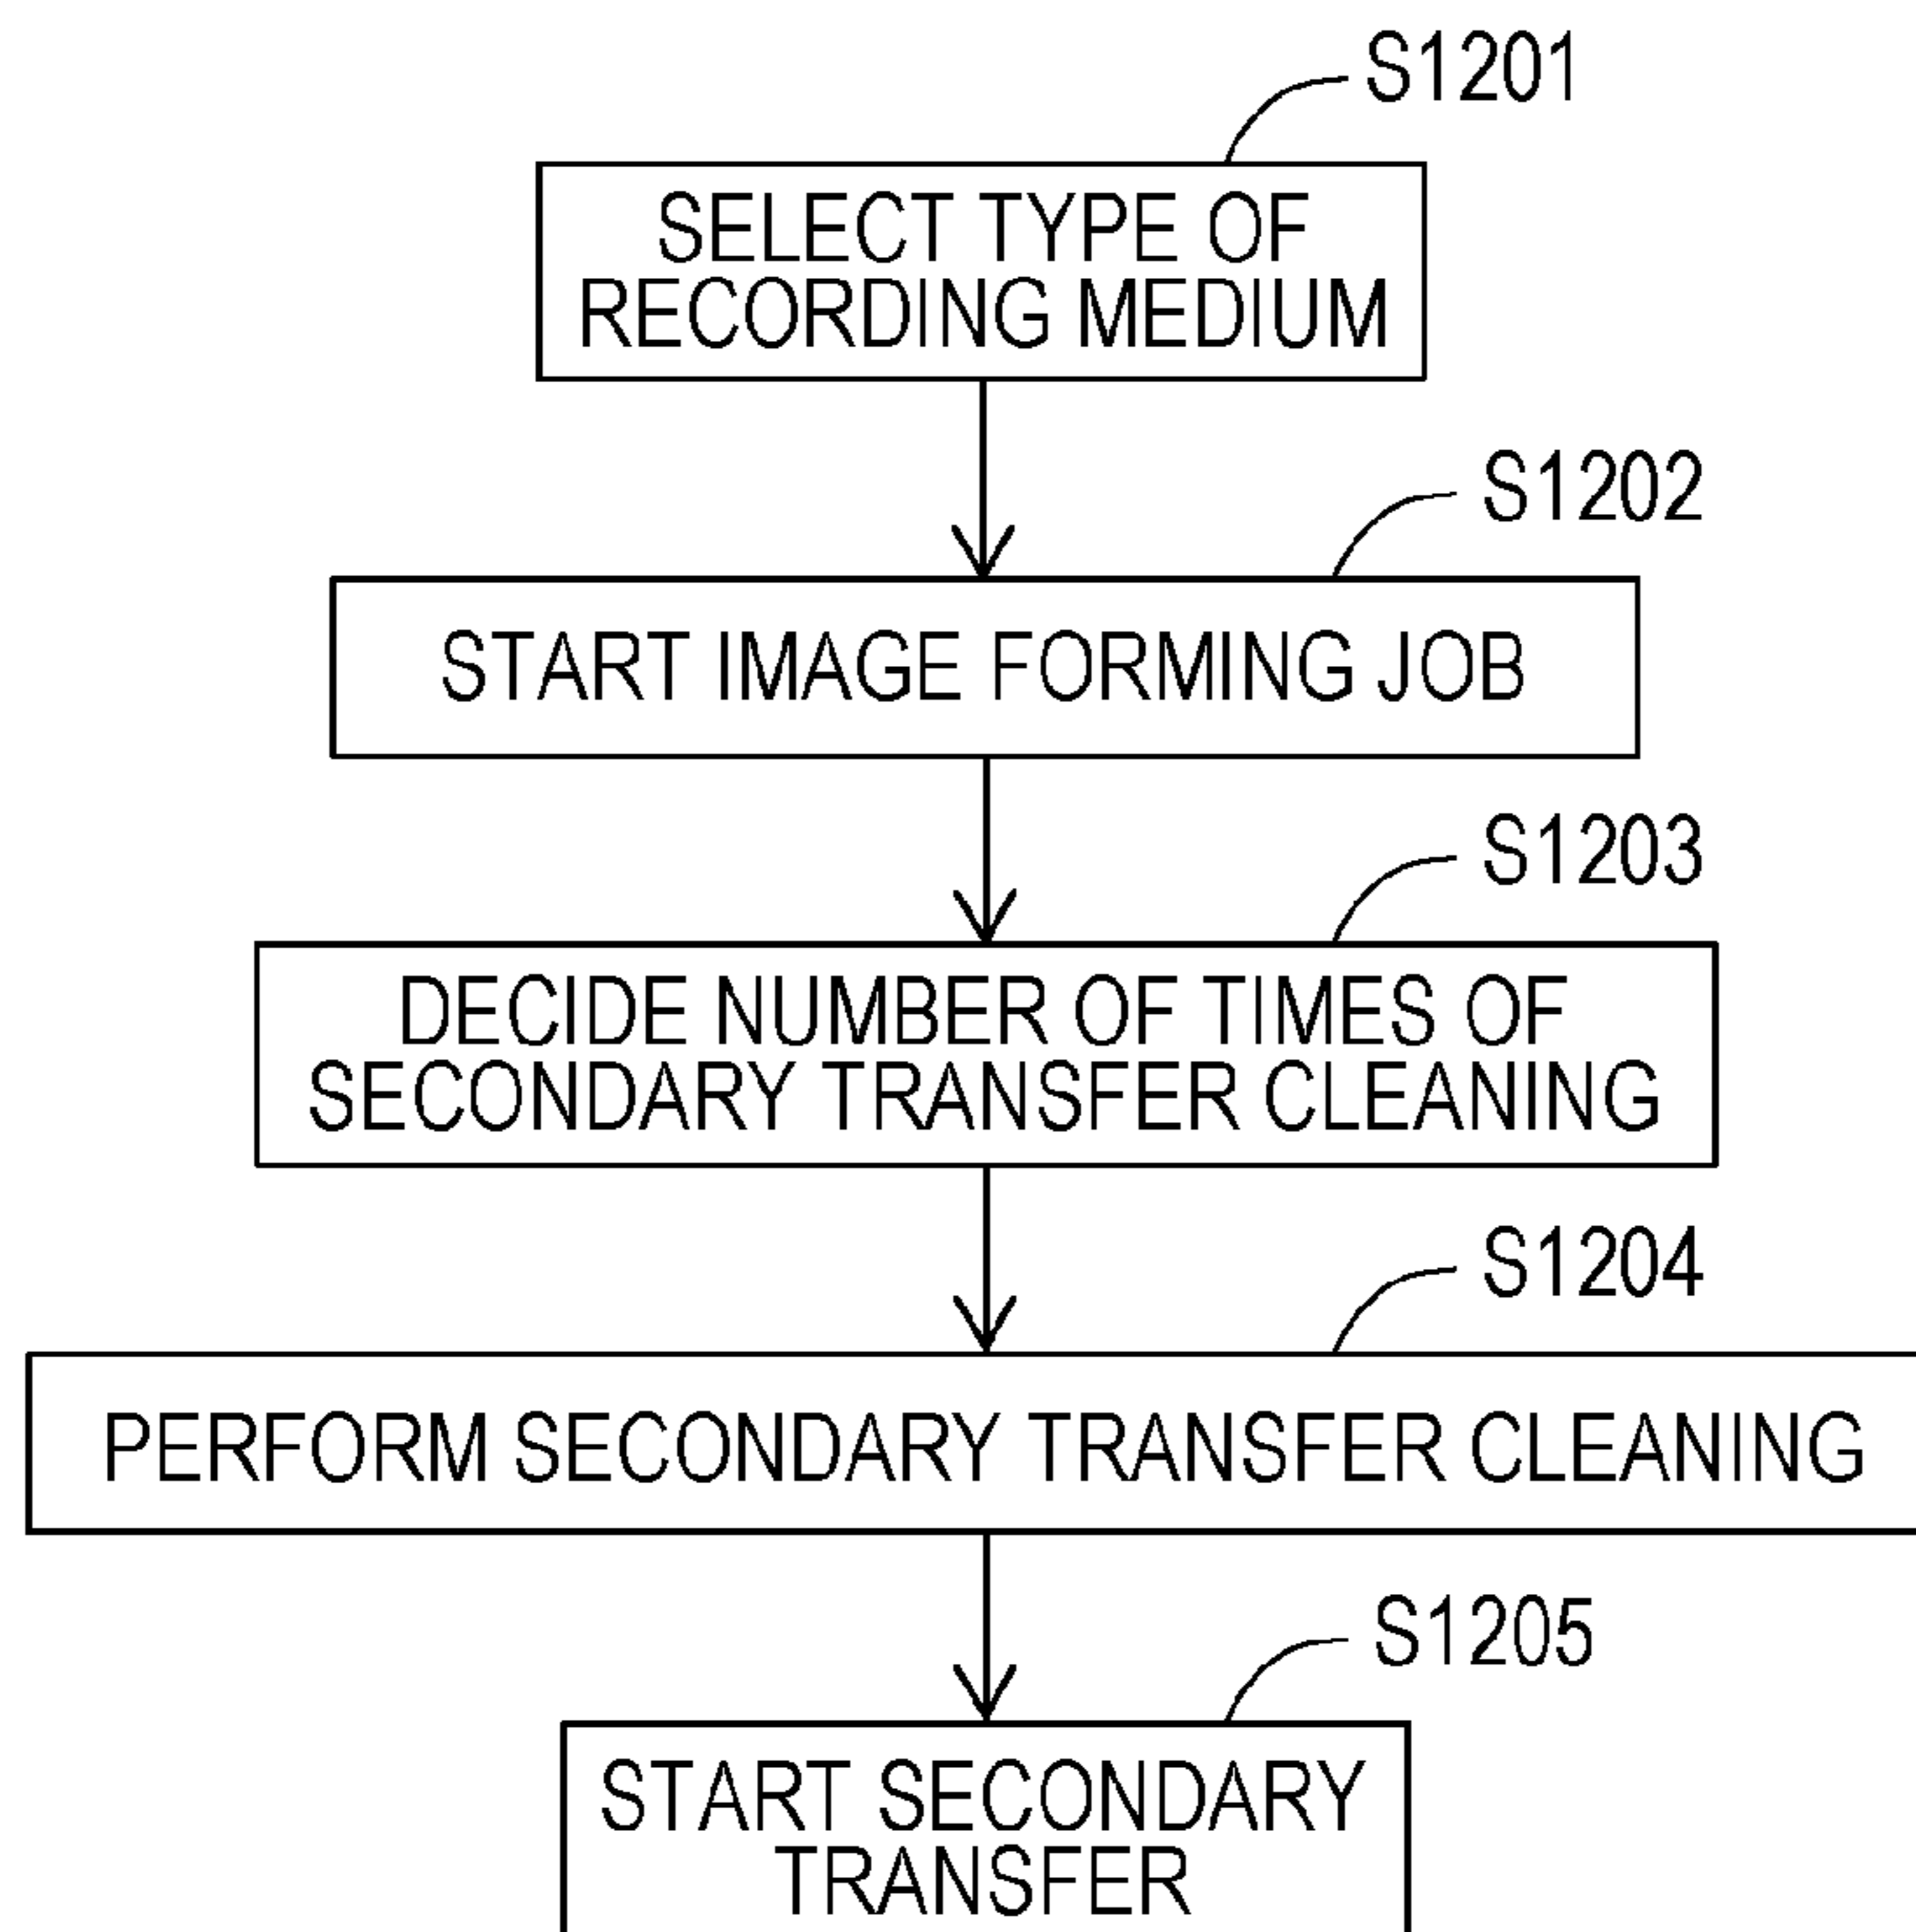 S1201
SELECT TYPE OF
RECORDING MEDIUM
S1202
START IMAGE FORMING JOB
S1203
DECIDE NUMBER OF TIMES OF
SECONDARY TRANSFER CLEANING
S1204
PERFORM SECONDARY TRANSFER CLEANING
S1205
START SECONDARY
TRANSFER